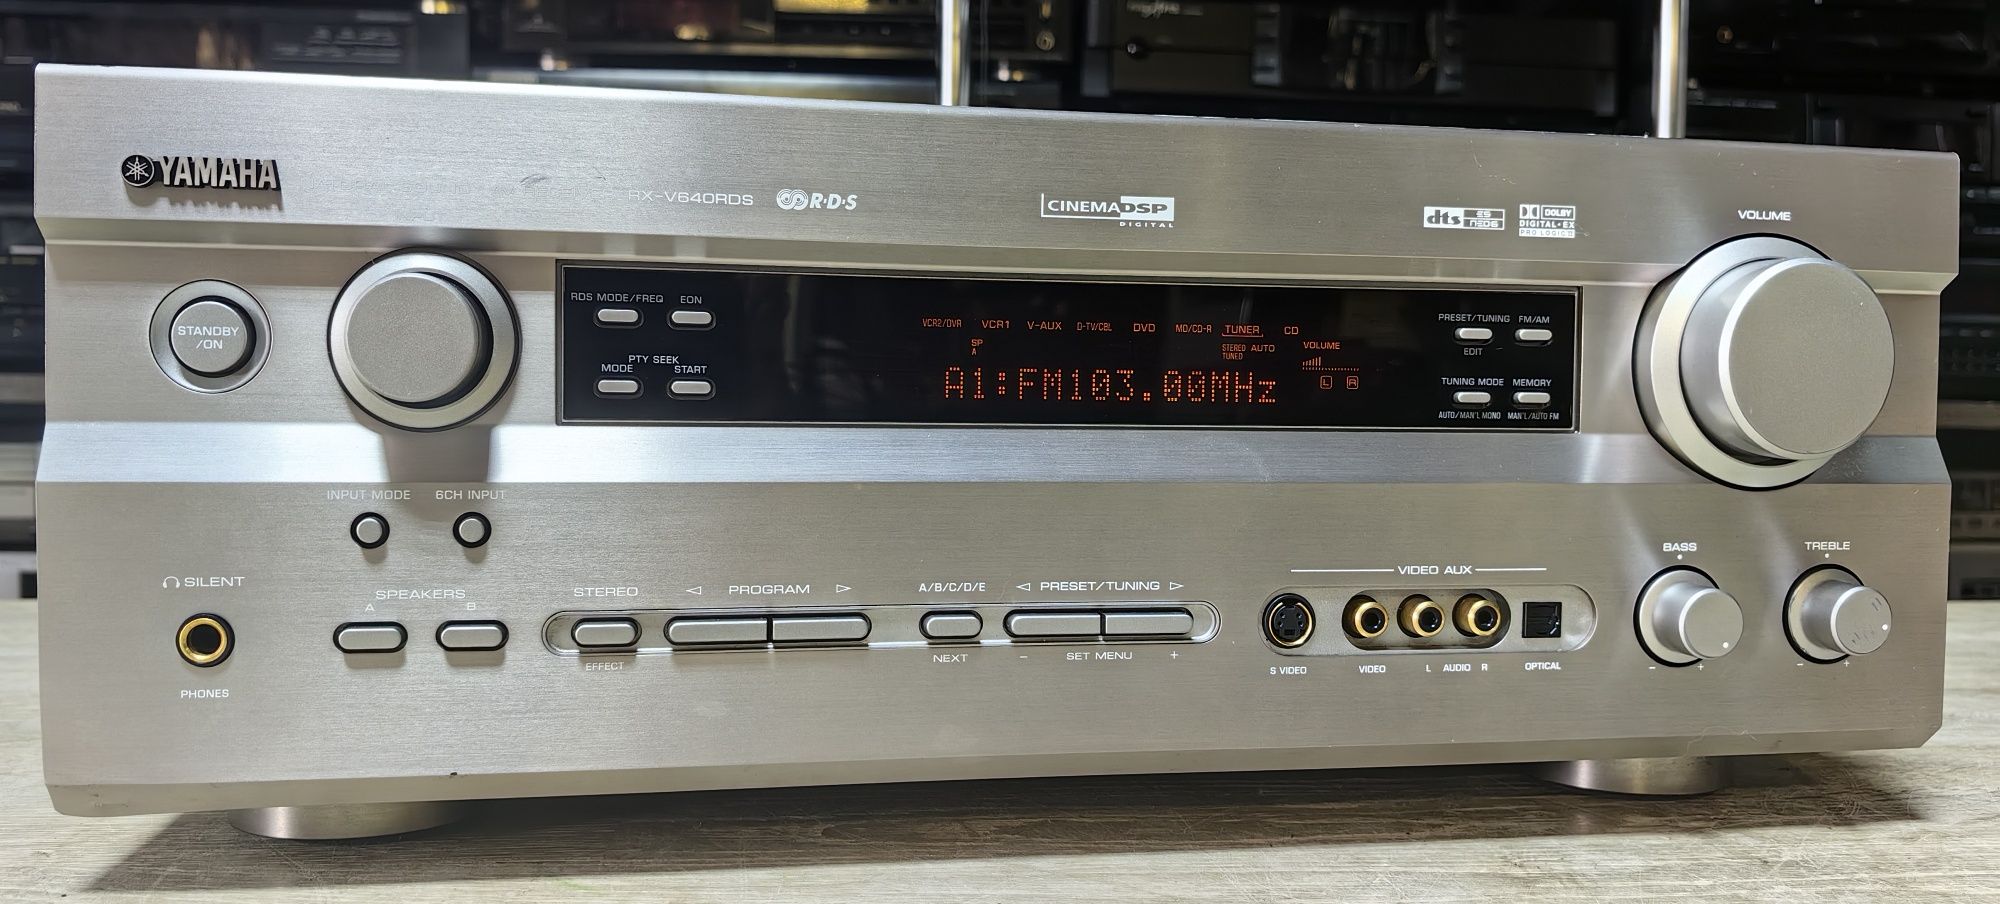 YAMAHA
RX-V640RDS
R·D·S
CINEMA DSP
DIGITAL
dts ES
NEO:6
DOLBY
DIGITAL·EX
PRO LOGIC II
VOLUME
STANDBY
/ON
RDS MODE/FREQ EON
PTY SEEK
MODE START
VCR2/DVR VCR1 V-AUX D-TV/CBL DVD MD/CD-R TUNER CD
SP
A
STEREO AUTO
TUNED
VOLUME
A1:FM103.00MHz
L R
PRESET/TUNING FM/AM
EDIT
TUNING MODE MEMORY
AUTO/MAN'L MONO MAN'L/AUTO FM
INPUT MODE 6CH INPUT
SILENT
PHONES
SPEAKERS
A B
STEREO
EFFECT
◁ PROGRAM ▷
A/B/C/D/E
NEXT
◁ PRESET/TUNING ▷
− SET MENU +
VIDEO AUX
S VIDEO VIDEO L AUDIO R OPTICAL
BASS
− +
TREBLE
− +